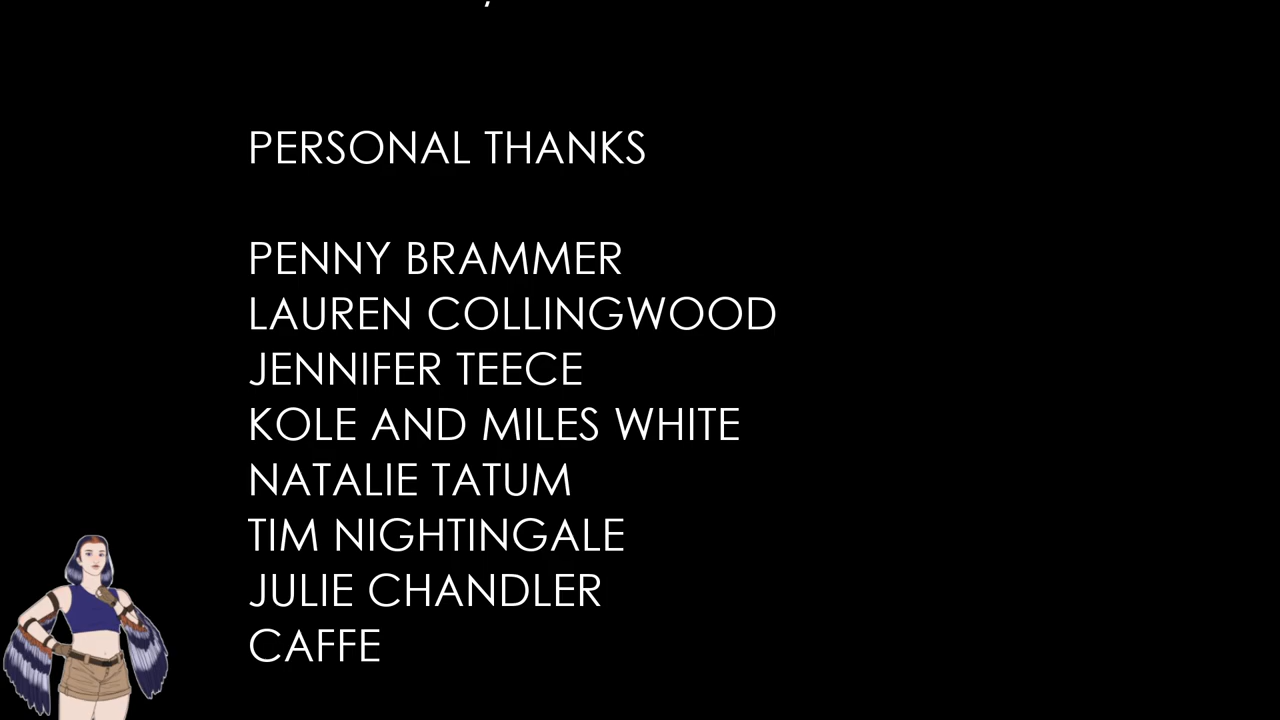 PERSONAL THANKS
PENNY BRAMMER
LAUREN COLLINGWOOD
JENNIFER TEECE
KOLE AND MILES WHITE
NATALIE TATUM
TIM NIGHTINGALE
JULIE CHANDLER
CAFFE